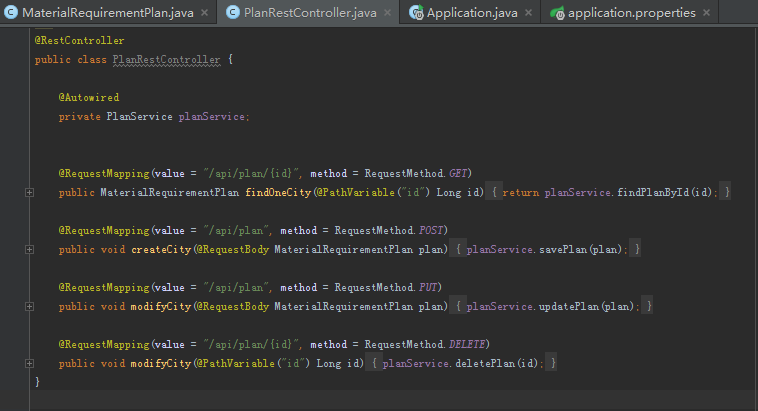 MaterialRequirementPlan.java × PlanRestController.java × Application.java × application.properties ×
@RestController
public class PlanRestController {
@Autowired
private PlanService planService;
@RequestMapping(value = "/api/plan/{id}", method = RequestMethod.GET)
public MaterialRequirementPlan findOneCity(@PathVariable("id") Long id) { return planService.findPlanById(id); }
@RequestMapping(value = "/api/plan", method = RequestMethod.POST)
public void createCity(@RequestBody MaterialRequirementPlan plan) { planService.savePlan(plan); }
@RequestMapping(value = "/api/plan", method = RequestMethod.PUT)
public void modifyCity(@RequestBody MaterialRequirementPlan plan) { planService.updatePlan(plan); }
@RequestMapping(value = "/api/plan/{id}", method = RequestMethod.DELETE)
public void modifyCity(@PathVariable("id") Long id) { planService.deletePlan(id); }
}